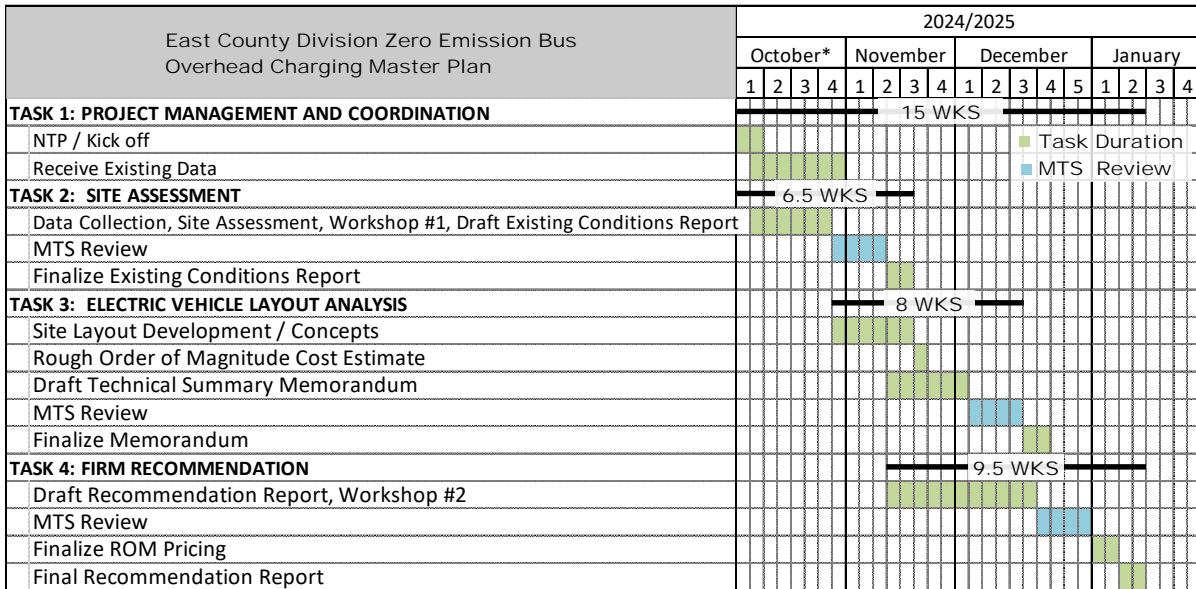 East County Division Zero Emission Bus
Overhead Charging Master Plan
2024/2025
October* November December January
1 2 3 4 1 2 3 4 1 2 3 4 5 1 2 3 4
TASK 1: PROJECT MANAGEMENT AND COORDINATION 15 WKS
NTP / Kick off Task Duration
Receive Existing Data MTS Review
TASK 2: SITE ASSESSMENT 6.5 WKS
Data Collection, Site Assessment, Workshop #1, Draft Existing Conditions Report
MTS Review
Finalize Existing Conditions Report
TASK 3: ELECTRIC VEHICLE LAYOUT ANALYSIS 8 WKS
Site Layout Development / Concepts
Rough Order of Magnitude Cost Estimate
Draft Technical Summary Memorandum
MTS Review
Finalize Memorandum
TASK 4: FIRM RECOMMENDATION 9.5 WKS
Draft Recommendation Report, Workshop #2
MTS Review
Finalize ROM Pricing
Final Recommendation Report